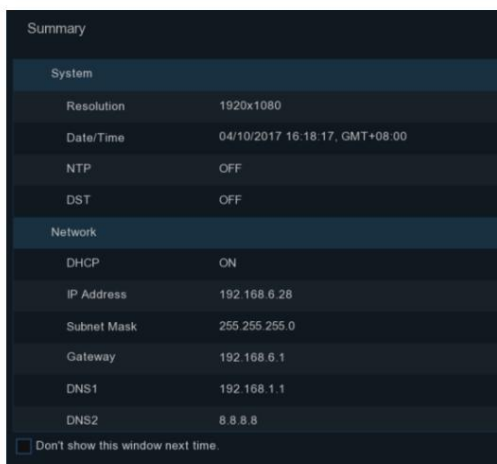 Summary
System
Resolution 1920x1080
Date/Time 04/10/2017 16:18:17, GMT+08:00
NTP OFF
DST OFF
Network
DHCP ON
IP Address 192.168.6.28
Subnet Mask 255.255.255.0
Gateway 192.168.6.1
DNS1 192.168.1.1
DNS2 8.8.8.8
Don't show this window next time.